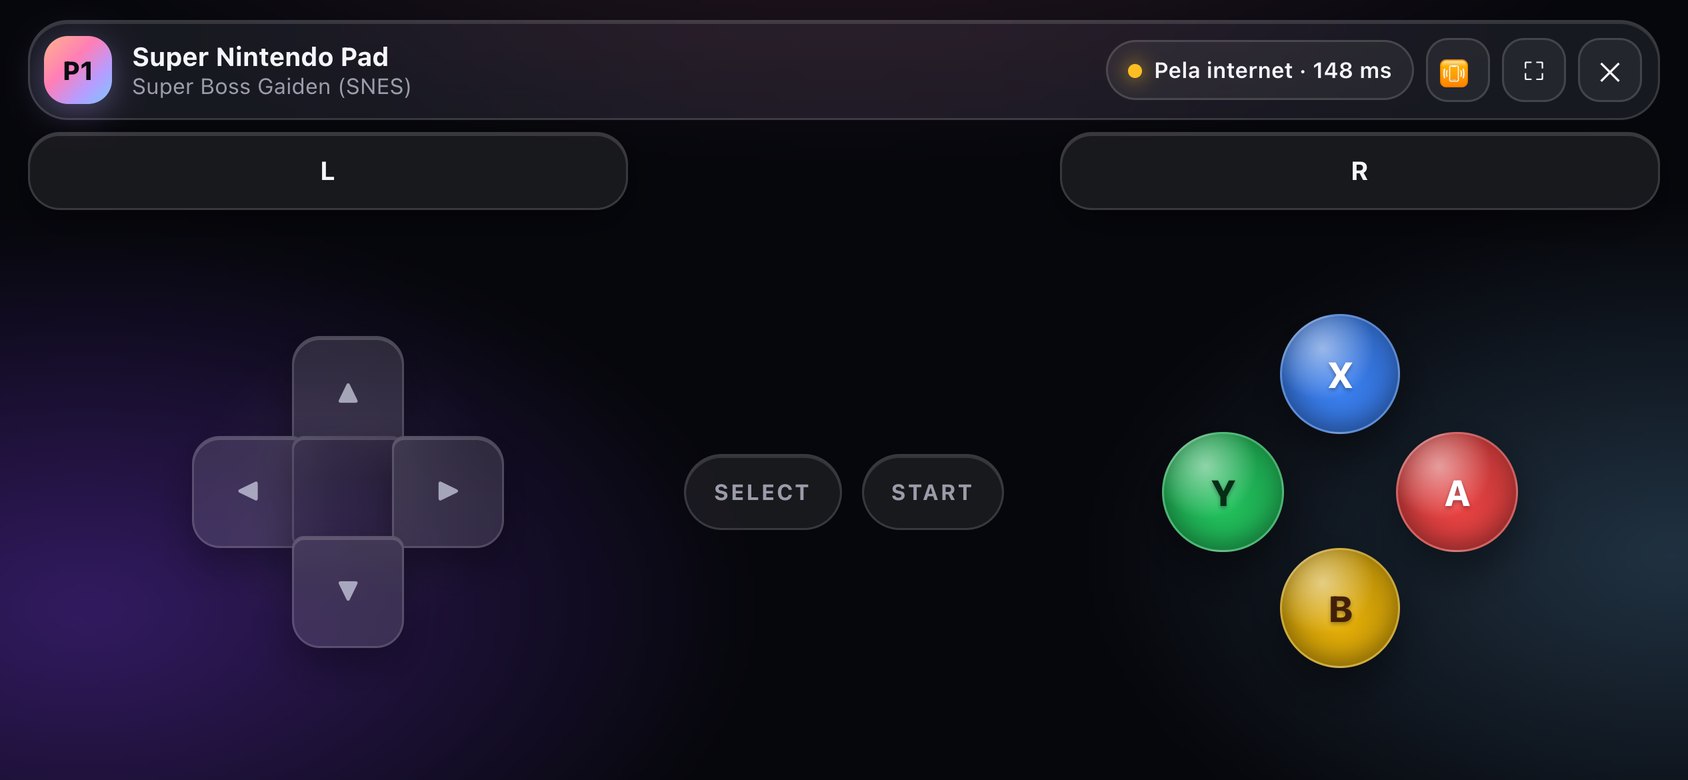 P1
Super Nintendo Pad
Super Boss Gaiden (SNES)
Pela internet · 148 ms
L
R
X
Y
A
SELECT
START
B